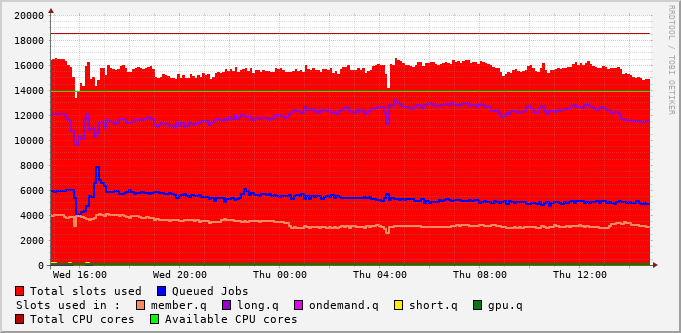 RRDTOOL / TOBI OETIKER
20000
18000
16000
14000
12000
10000
8000
6000
4000
2000
0
Wed 16:00 Wed 20:00 Thu 00:00 Thu 04:00 Thu 08:00 Thu 12:00
Total slots used Queued Jobs
Slots used in : member.q long.q ondemand.q short.q gpu.q
Total CPU cores Available CPU cores